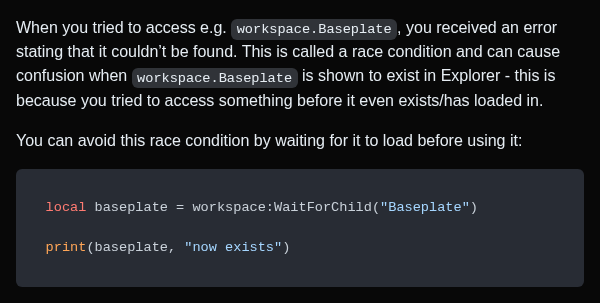 When you tried to access e.g. workspace.Baseplate, you received an error
stating that it couldn’t be found. This is called a race condition and can cause
confusion when workspace.Baseplate is shown to exist in Explorer - this is
because you tried to access something before it even exists/has loaded in.
You can avoid this race condition by waiting for it to load before using it:
local baseplate = workspace:WaitForChild("Baseplate")
print(baseplate, "now exists")